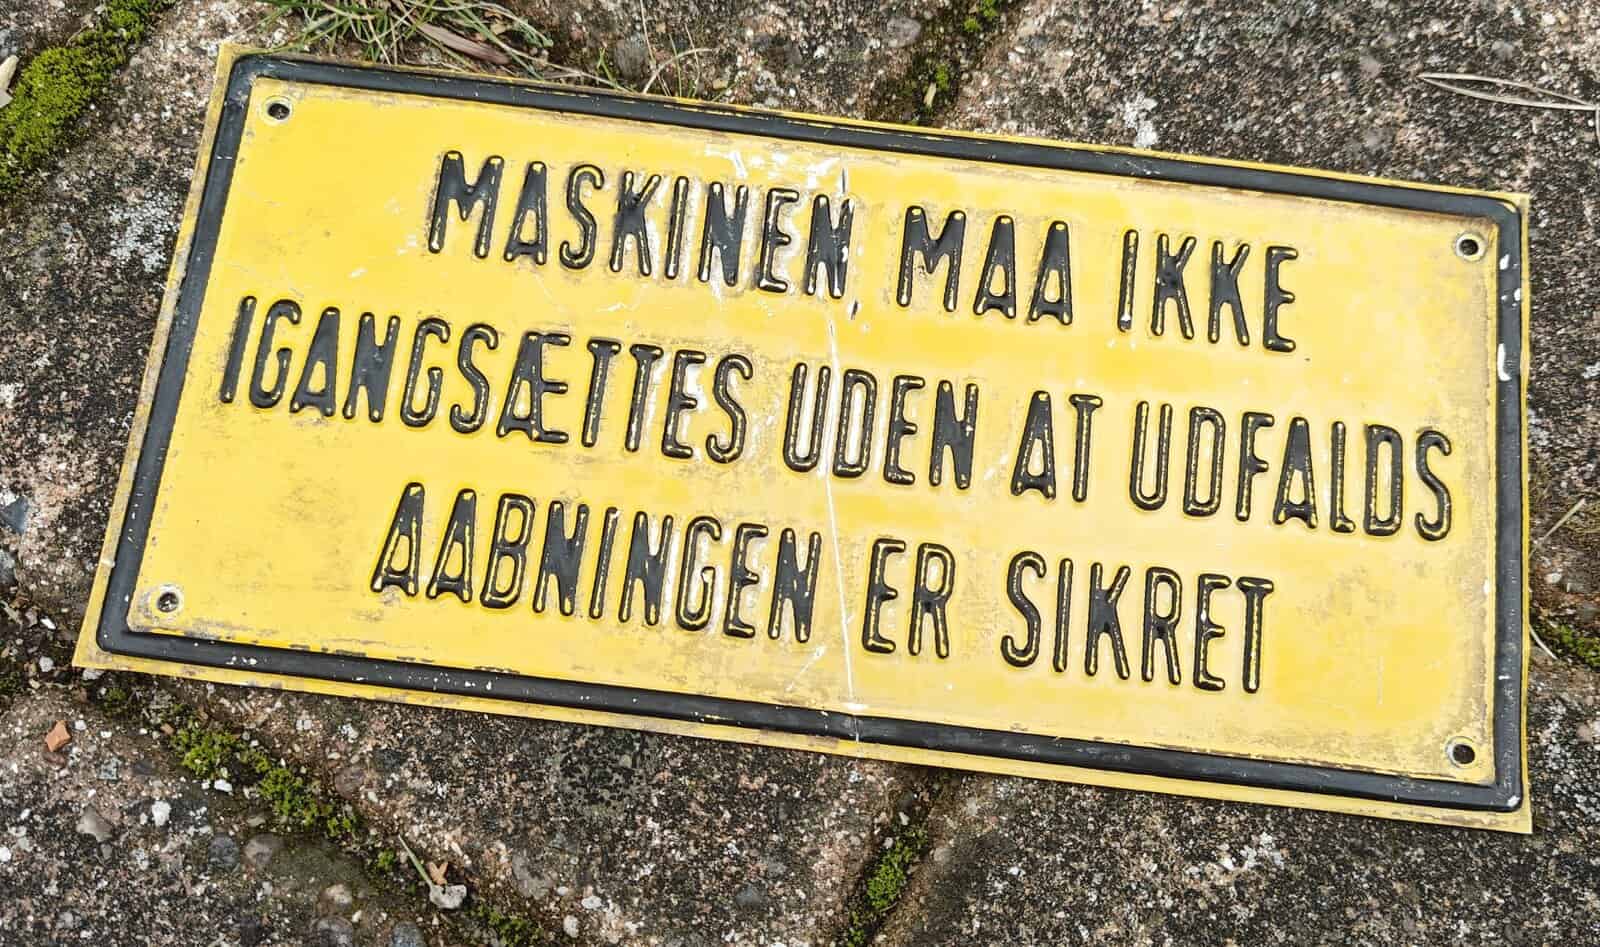 MASKINEN MAA IKKE
IGANGSÆTTES UDEN AT UDFALDS
AABNINGEN ER SIKRET